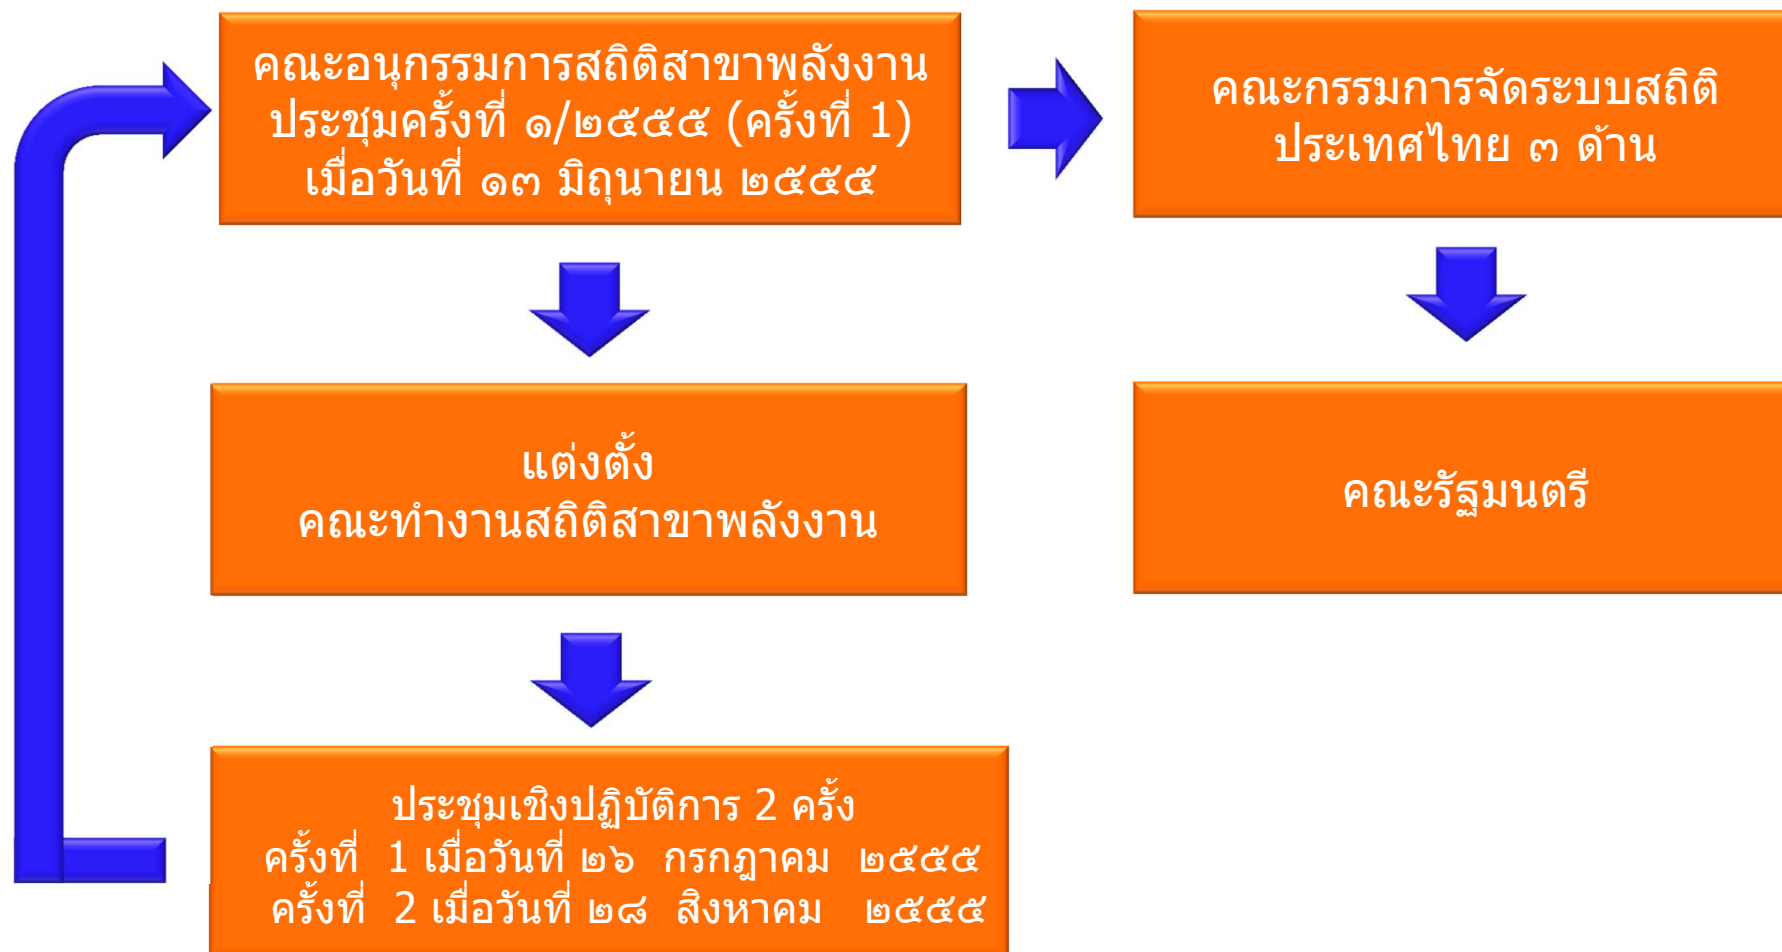 คณะอนุกรรมการสถิติสาขาพลังงาน
ประชุมครั้งที่ ๑/๒๕๕๕ (ครั้งที่ 1)
เมื่อวันที่ ๑๓ มิถุนายน ๒๕๕๕
คณะกรรมการจัดระบบสถิติ
ประเทศไทย ๓ ด้าน
แต่งตั้ง
คณะทำงานสถิติสาขาพลังงาน
คณะรัฐมนตรี
ประชุมเชิงปฏิบัติการ 2 ครั้ง
ครั้งที่ 1 เมื่อวันที่ ๒๖ กรกฎาคม ๒๕๕๕
ครั้งที่ 2 เมื่อวันที่ ๒๘ สิงหาคม ๒๕๕๕